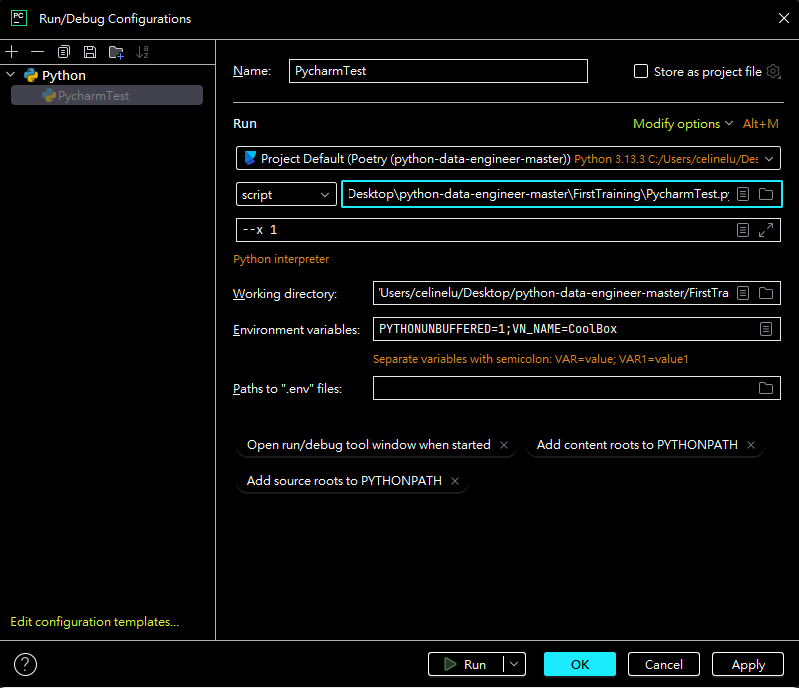 PC
Run/Debug Configurations
Python
PycharmTest
Name:
PycharmTest
Store as project file
Run
Modify options
Alt+M
Project Default (Poetry (python-data-engineer-master)) Python 3.13.3 C:/Users/celinelu/Des
script
Desktop\python-data-engineer-master\FirstTraining\PycharmTest.py
--x 1
Python interpreter
Working directory:
'Users/celinelu/Desktop/python-data-engineer-master/FirstTra
Environment variables:
PYTHONUNBUFFERED=1;VN_NAME=CoolBox
Separate variables with semicolon: VAR=value; VAR1=value1
Paths to ".env" files:
Open run/debug tool window when started
Add content roots to PYTHONPATH
Add source roots to PYTHONPATH
Edit configuration templates...
?
Run
OK
Cancel
Apply